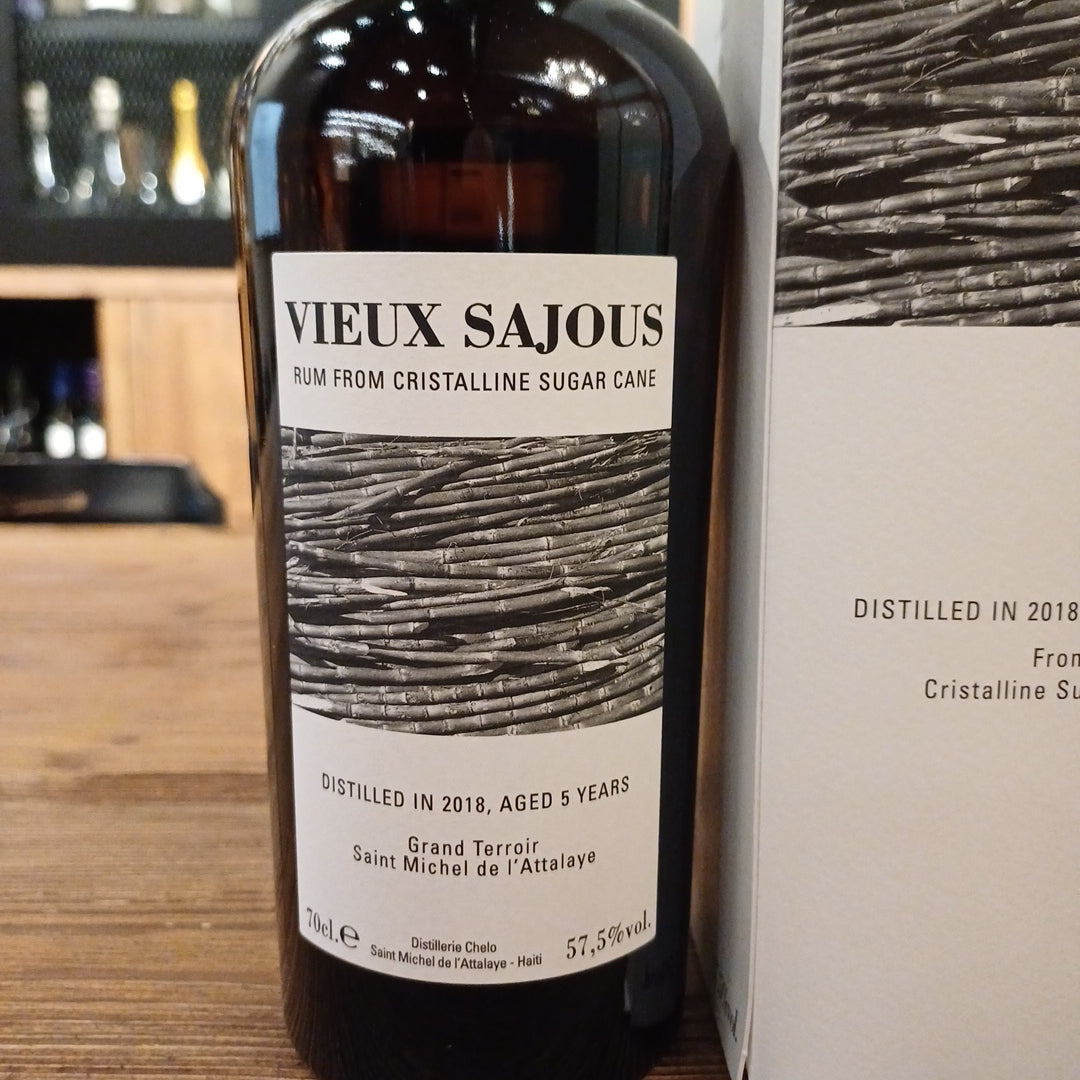 VIEUX SAJOUS
RUM FROM CRISTALLINE SUGAR CANE
DISTILLED IN 2018, AGED 5 YEARS
Grand Terroir
Saint Michel de l'Attalaye
70cl.℮
57,5%vol.
Distillerie Chelo
Saint Michel de l'Attalaye - Haiti
DISTILLED IN 2018
Cristalline